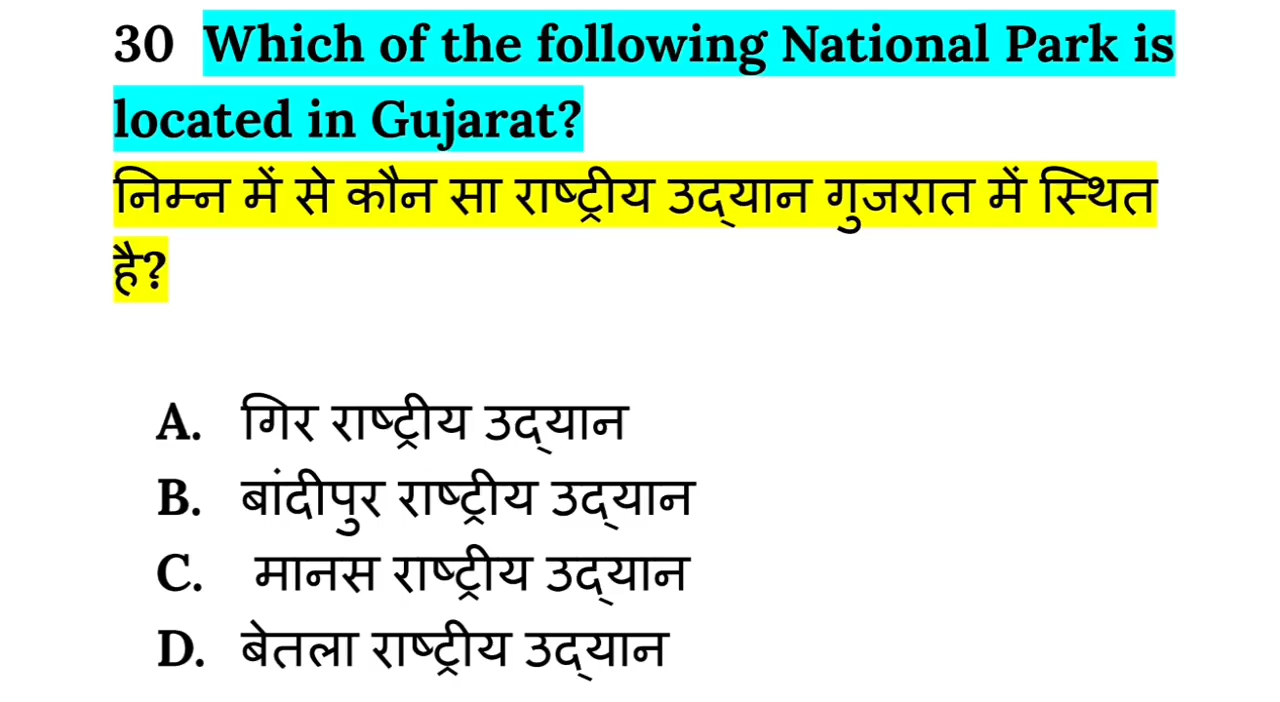 30 Which of the following National Park is
located in Gujarat?
निम्न में से कौन सा राष्ट्रीय उद्यान गुजरात में स्थित
है?
A. गिर राष्ट्रीय उद्यान
B. बांदीपुर राष्ट्रीय उद्यान
C. मानस राष्ट्रीय उद्यान
D. बेतला राष्ट्रीय उद्यान